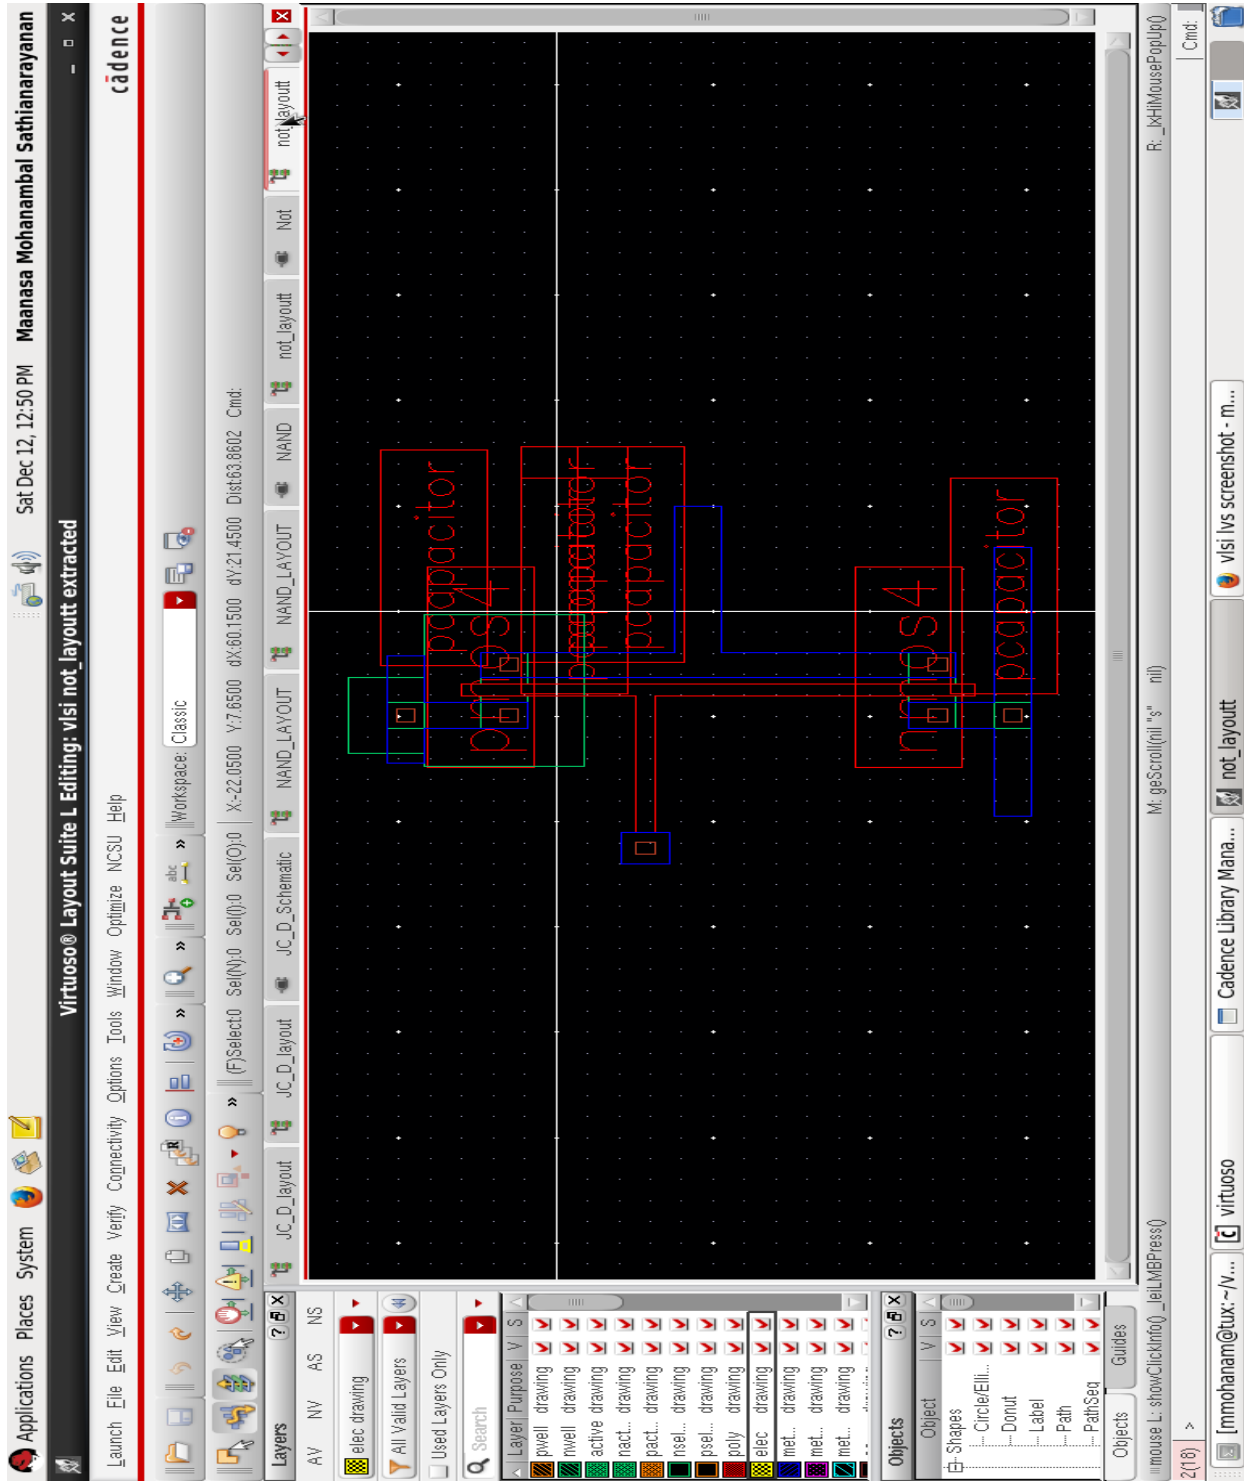 Applications Places System
Sat Dec 12, 12:50 PM Maanasa Mohanambal Sathianarayanan
Virtuoso® Layout Suite L Editing: vlsi not_layoutt extracted
Launch File Edit View Create Verify Connectivity Options Tools Window Optimize NCSU Help
cādence
Workspace: Classic
(F)Select:0 Sel(N):0 Sel(I):0 Sel(O):0 X:-22.0500 Y:7.6500 dX:60.1500 dY:21.4500 Dist:63.8602 Cmd:
JC_D_layout JC_D_layout JC_D_Schematic NAND_LAYOUT NAND_LAYOUT NAND not_layoutt Not not_layoutt
Layers
AV NV AS NS
elec drawing
All Valid Layers
Used Layers Only
Search
Layer Purpose V S
pwell drawing
nwell drawing
active drawing
nact... drawing
pact... drawing
nsel... drawing
psel... drawing
poly drawing
elec drawing
met... drawing
met... drawing
met... drawing
Objects
Object V S
Shapes
Circle/Elli...
Donut
Label
Path
PathSeg
Objects Guides
pcapacitor
pmos4
pcapacitor
nmos4
pcapacitor
mouse L: showClickInfo() _leiLMBPress() M: geScroll(nil "s" nil) R: _lxHiMousePopUp()
2(18) > Cmd:
[mmohanam@tux:~/v... virtuoso Cadence Library Mana... not_layoutt vlsi lvs screenshot - m...